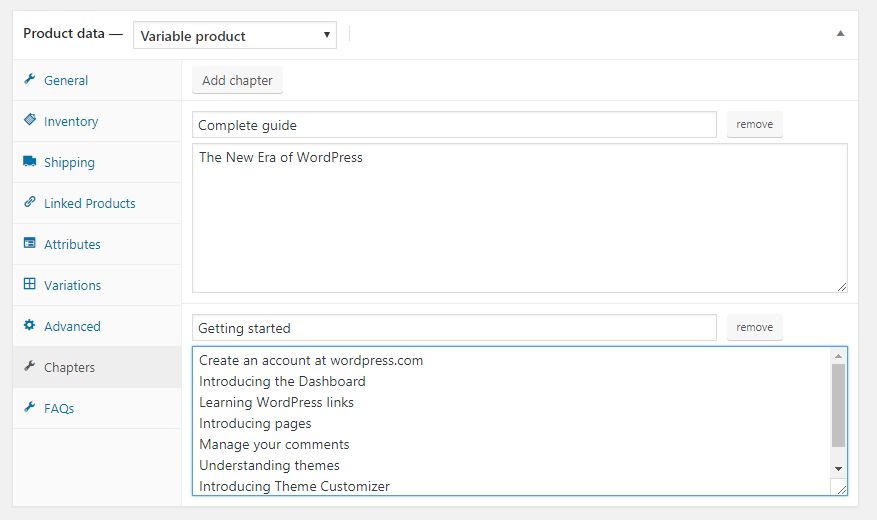 Product data — Variable product
General
Inventory
Shipping
Linked Products
Attributes
Variations
Advanced
Chapters
FAQs
Add chapter
Complete guide remove
The New Era of WordPress
Getting started remove
Create an account at wordpress.com
Introducing the Dashboard
Learning WordPress links
Introducing pages
Manage your comments
Understanding themes
Introducing Theme Customizer